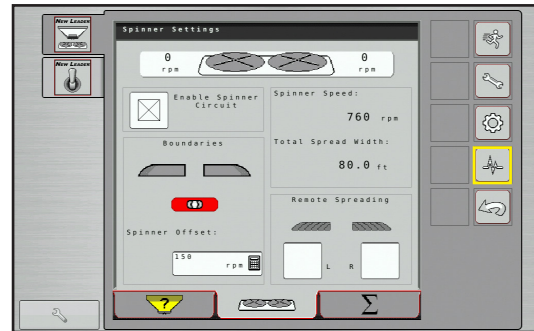 New Leader
Spinner Settings
New Leader
0
rpm
0
rpm
Enable Spinner
Circuit
Spinner Speed:
760 rpm
Boundaries
Total Spread Width:
80.0 ft
Remote Spreading
Spinner Offset:
150
rpm
L R
?
Σ